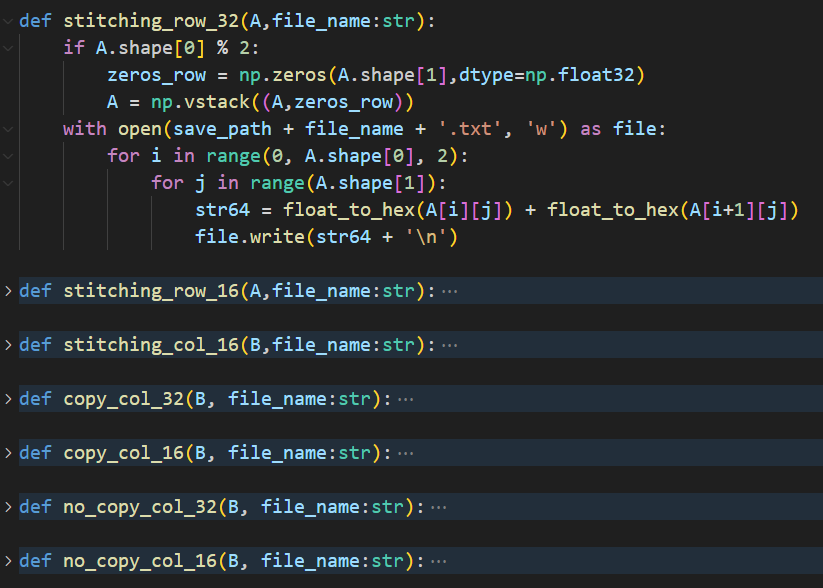 def stitching_row_32(A,file_name:str):
    if A.shape[0] % 2:
        zeros_row = np.zeros(A.shape[1],dtype=np.float32)
        A = np.vstack((A,zeros_row))
    with open(save_path + file_name + '.txt', 'w') as file:
        for i in range(0, A.shape[0], 2):
            for j in range(A.shape[1]):
                str64 = float_to_hex(A[i][j]) + float_to_hex(A[i+1][j])
                file.write(str64 + '\n')
def stitching_row_16(A,file_name:str):···
def stitching_col_16(B,file_name:str):···
def copy_col_32(B, file_name:str):···
def copy_col_16(B, file_name:str):···
def no_copy_col_32(B, file_name:str):···
def no_copy_col_16(B, file_name:str):···